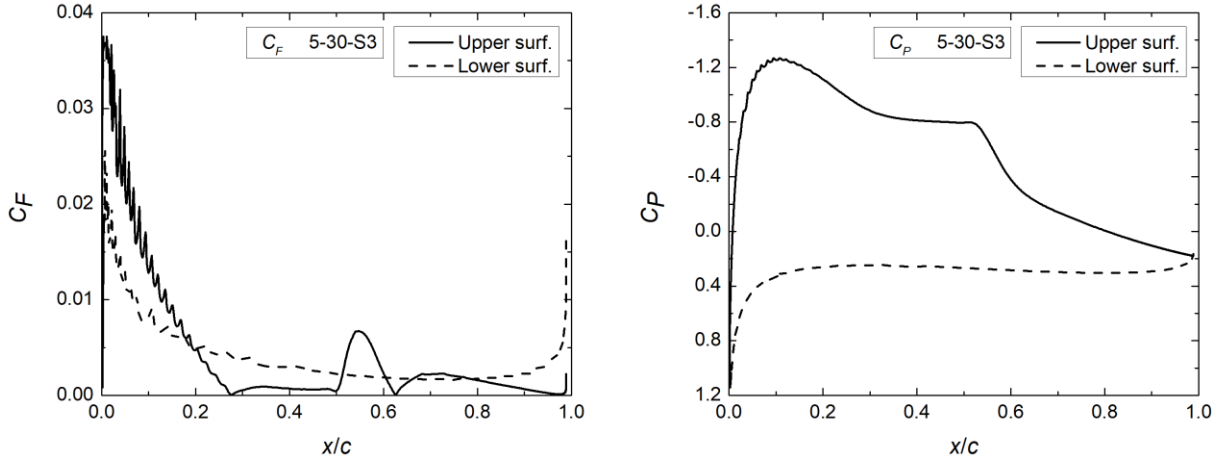 0.04
0.03
0.02
0.01
0.00
C_F
C_F 5-30-S3
Upper surf.
Lower surf.
0.0 0.2 0.4 0.6 0.8 1.0
x/c
-1.6
-1.2
-0.8
-0.4
0.0
0.4
0.8
1.2
C_P
C_P 5-30-S3
Upper surf.
Lower surf.
0.0 0.2 0.4 0.6 0.8 1.0
x/c